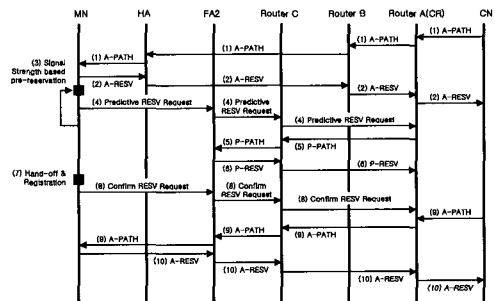 MN HA FA2 Router C Router B Router A(CR) CN
(1) A-PATH
(1) A-PATH
(1) A-PATH
(1) A-PATH
(3) Signal
Strength based
pre-reservation
(2) A-RESV
(2) A-RESV
(2) A-RESV
(2) A-RESV
(4) Predictive RESV Request
(4) Predictive
RESV Request
(4) Predictive RESV Request
(5) P-PATH
(5) P-PATH
(6) P-RESV
(6) P-RESV
(7) Hand-off &
Registration
(8) Confirm RESV Request
(8) Confirm
RESV Request
(8) Confirm RESV Request
(9) A-PATH
(9) A-PATH
(9) A-PATH
(9) A-PATH
(10) A-RESV
(10) A-RESV
(10) A-RESV
(10) A-RESV